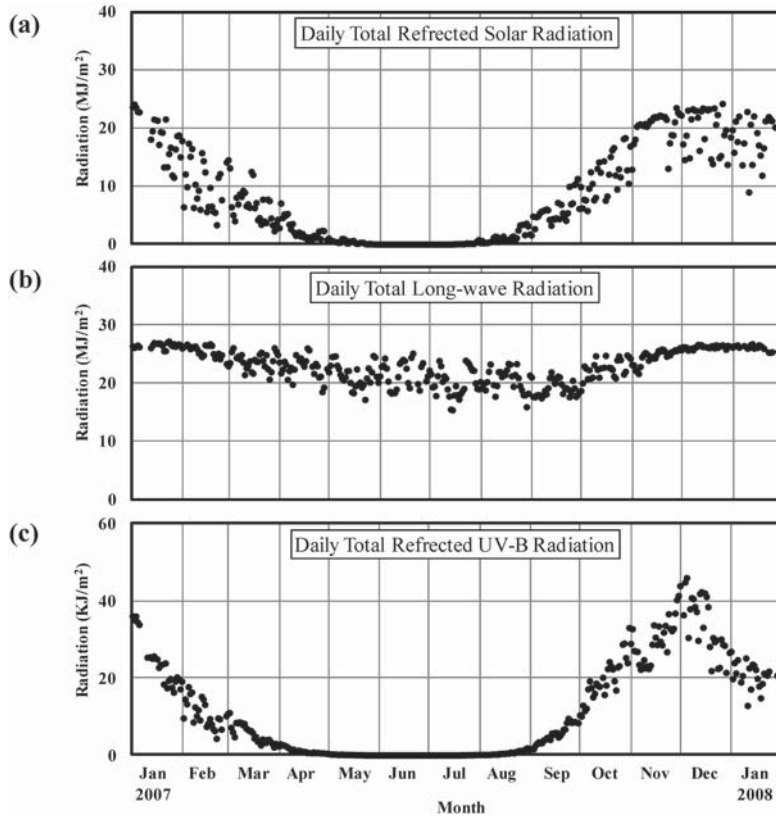 (a)
Daily Total Refrected Solar Radiation
Radiation (MJ/m²)
40
30
20
10
0
(b)
Daily Total Long-wave Radiation
Radiation (MJ/m²)
40
30
20
10
0
(c)
Daily Total Refrected UV-B Radiation
Radiation (KJ/m²)
60
40
20
0
Jan Feb Mar Apr May Jun Jul Aug Sep Oct Nov Dec Jan
2007 2008
Month